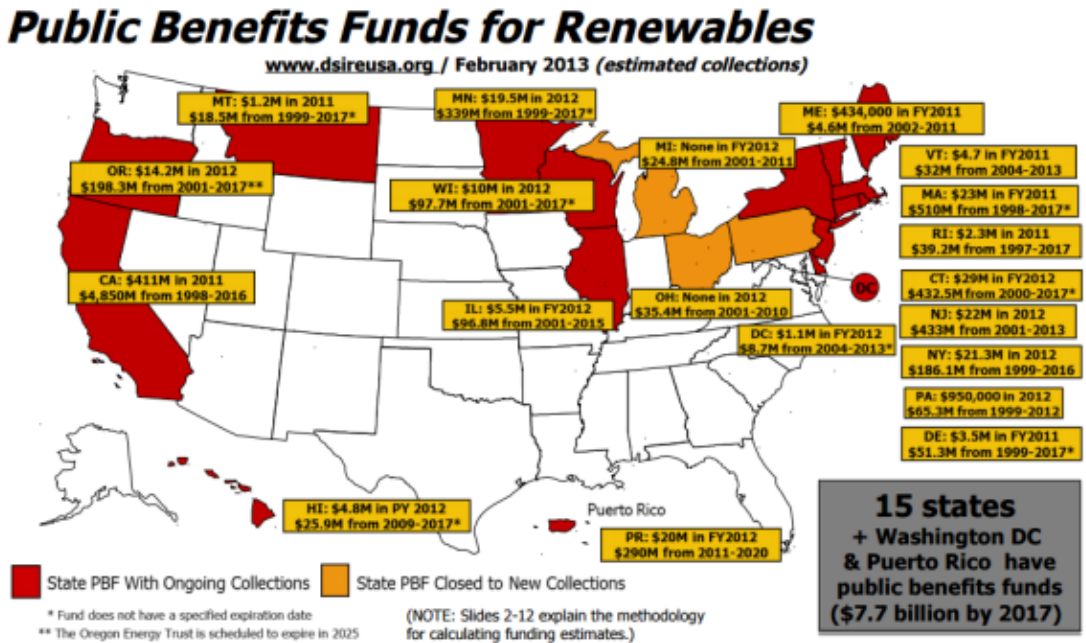 Public Benefits Funds for Renewables
www.dsireusa.org / February 2013 (estimated collections)
MT: $1.2M in 2011
$18.5M from 1999-2017*
MN: $19.5M in 2012
$339M from 1999-2017*
ME: $434,000 in FY2011
$4.6M from 2002-2011
MI: None in FY2012
$24.8M from 2001-2011
VT: $4.7 in FY2011
$32M from 2004-2013
OR: $14.2M in 2012
$198.3M from 2001-2017**
WI: $10M in 2012
$97.7M from 2001-2017*
MA: $23M in FY2011
$510M from 1998-2017*
RI: $2.3M in 2011
$39.2M from 1997-2017
CA: $411M in 2011
$4,850M from 1998-2016
DC
CT: $29M in FY2012
$432.5M from 2000-2017*
IL: $5.5M in FY2012
$96.8M from 2001-2015
OH: None in 2012
$35.4M from 2001-2010
NJ: $22M in 2012
$433M from 2001-2013
DC: $1.1M in FY2012
$8.7M from 2004-2013*
NY: $21.3M in 2012
$186.1M from 1999-2016
PA: $950,000 in 2012
$65.3M from 1999-2012
DE: $3.5M in FY2011
$51.3M from 1999-2017*
HI: $4.8M in PY 2012
$25.9M from 2009-2017*
Puerto Rico
PR: $20M in FY2012
$290M from 2011-2020
15 states
+ Washington DC
& Puerto Rico have
public benefits funds
($7.7 billion by 2017)
State PBF With Ongoing Collections
State PBF Closed to New Collections
* Fund does not have a specified expiration date
** The Oregon Energy Trust is scheduled to expire in 2025
(NOTE: Slides 2-12 explain the methodology
for calculating funding estimates.)